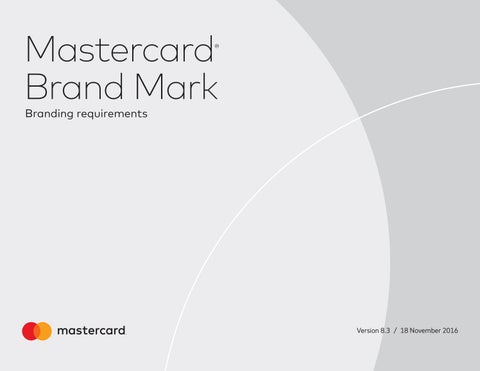 Mastercard®
Brand Mark
Branding requirements
mastercard
Version 8.3 / 18 November 2016